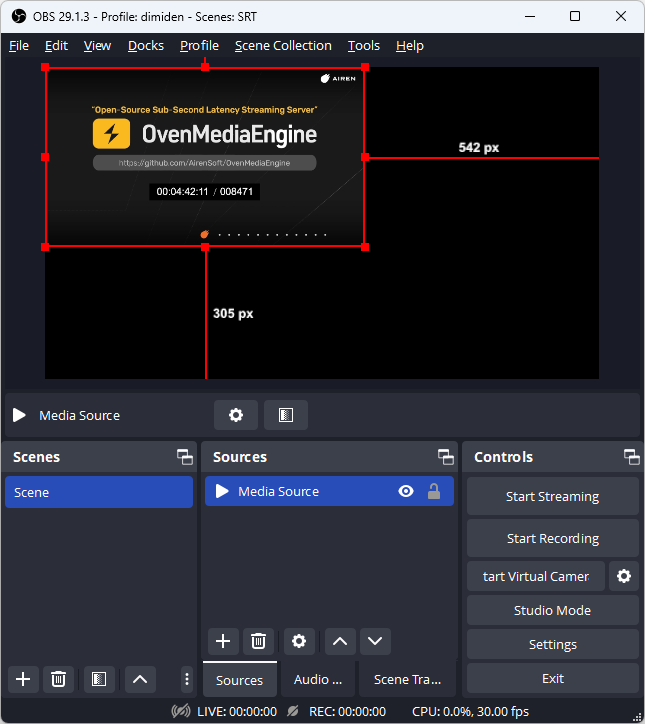 OBS 29.1.3 - Profile: dimiden - Scenes: SRT
File Edit View Docks Profile Scene Collection Tools Help
AIREN
"Open-Source Sub-Second Latency Streaming Server"
OvenMediaEngine
https://github.com/AirenSoft/OvenMediaEngine
00:04:42:11 / 008471
542 px
305 px
Media Source
Scenes
Scene
Sources
Media Source
Sources Audio ... Scene Tra...
Controls
Start Streaming
Start Recording
tart Virtual Camer
Studio Mode
Settings
Exit
LIVE: 00:00:00 REC: 00:00:00 CPU: 0.0%, 30.00 fps